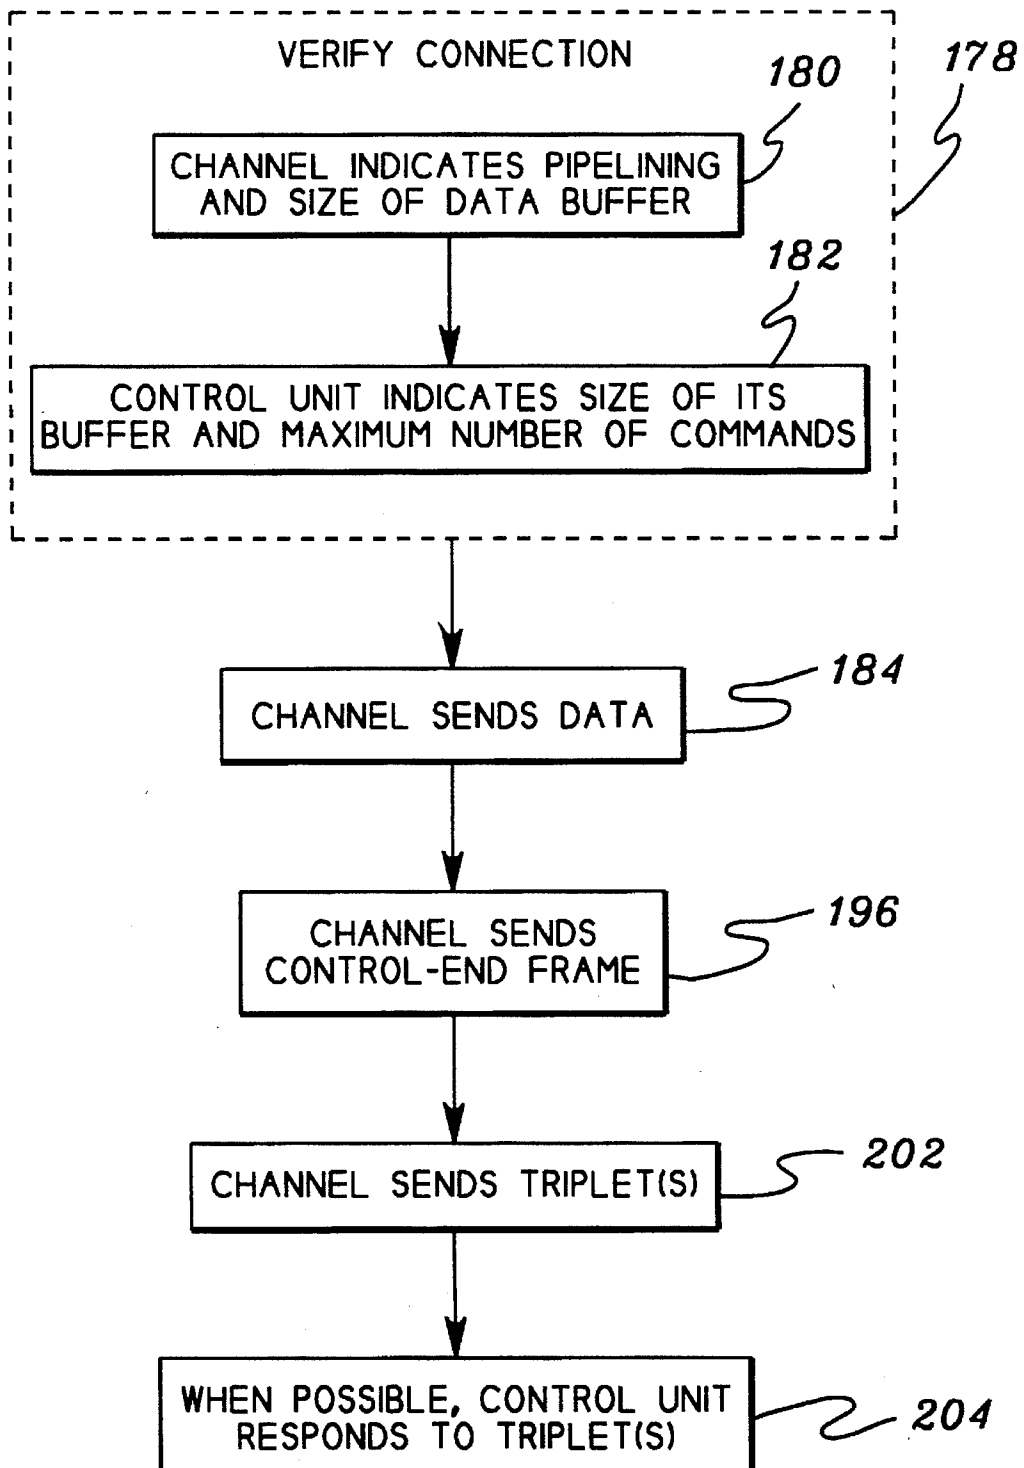 VERIFY CONNECTION
178
180
CHANNEL INDICATES PIPELINING
AND SIZE OF DATA BUFFER
182
CONTROL UNIT INDICATES SIZE OF ITS
BUFFER AND MAXIMUM NUMBER OF COMMANDS
184
CHANNEL SENDS DATA
196
CHANNEL SENDS
CONTROL-END FRAME
202
CHANNEL SENDS TRIPLET(S)
WHEN POSSIBLE, CONTROL UNIT
RESPONDS TO TRIPLET(S)
204